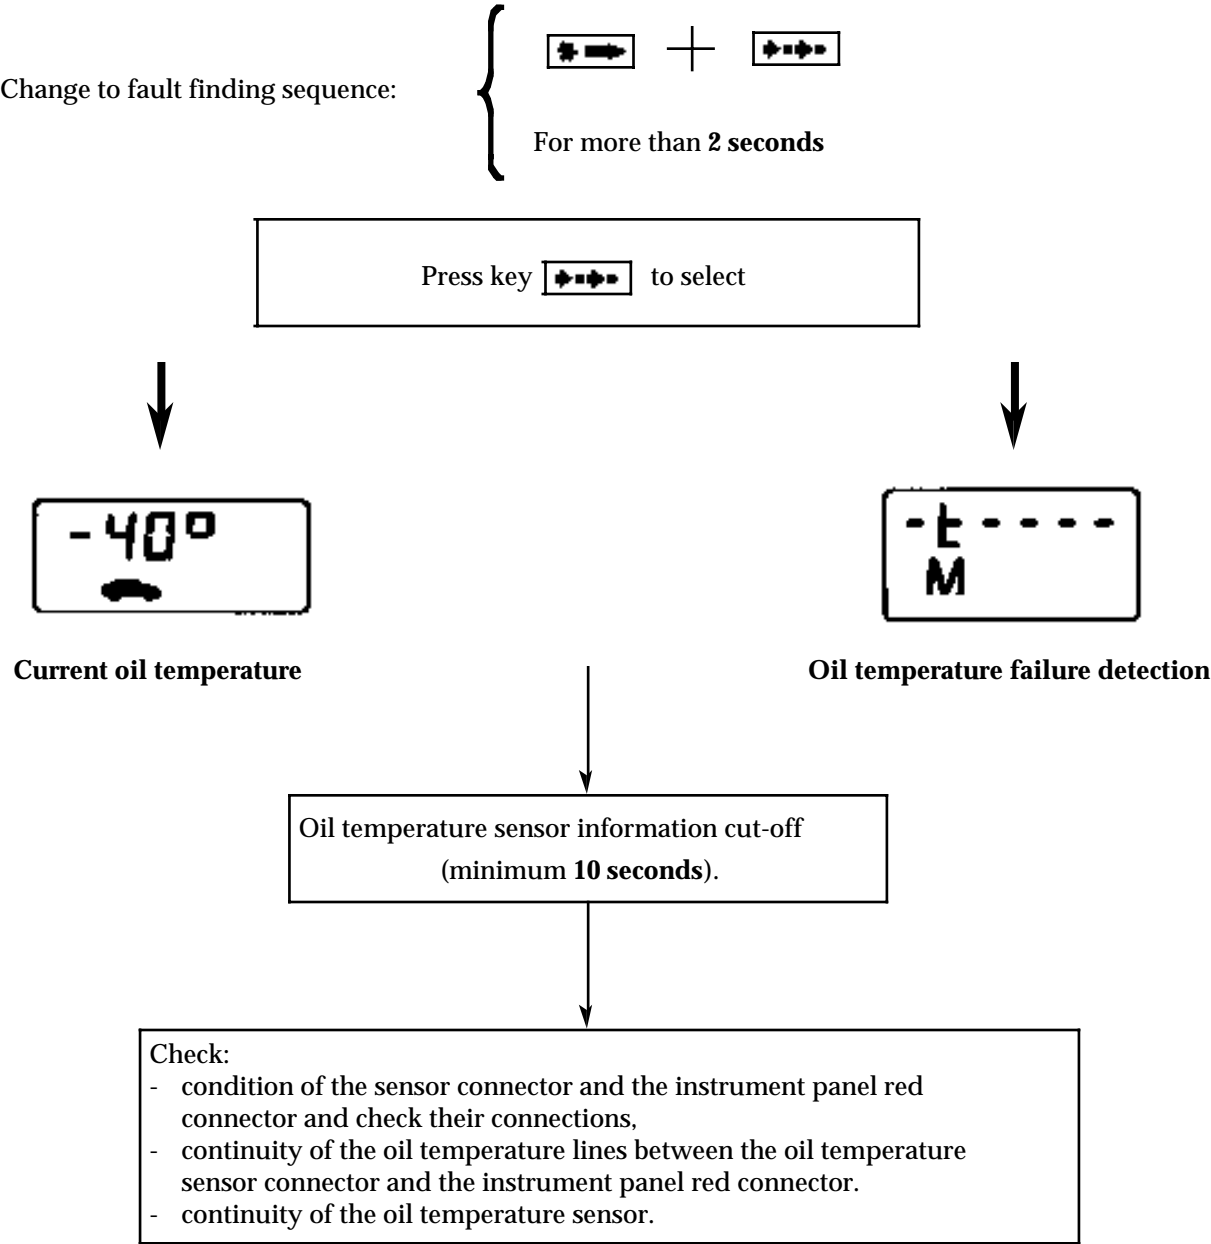 Change to fault finding sequence:
For more than 2 seconds
Press key to select
-40°
- t - - - -
M
Current oil temperature
Oil temperature failure detection
Oil temperature sensor information cut-off
(minimum 10 seconds).
Check:
- condition of the sensor connector and the instrument panel red
connector and check their connections,
- continuity of the oil temperature lines between the oil temperature
sensor connector and the instrument panel red connector.
- continuity of the oil temperature sensor.